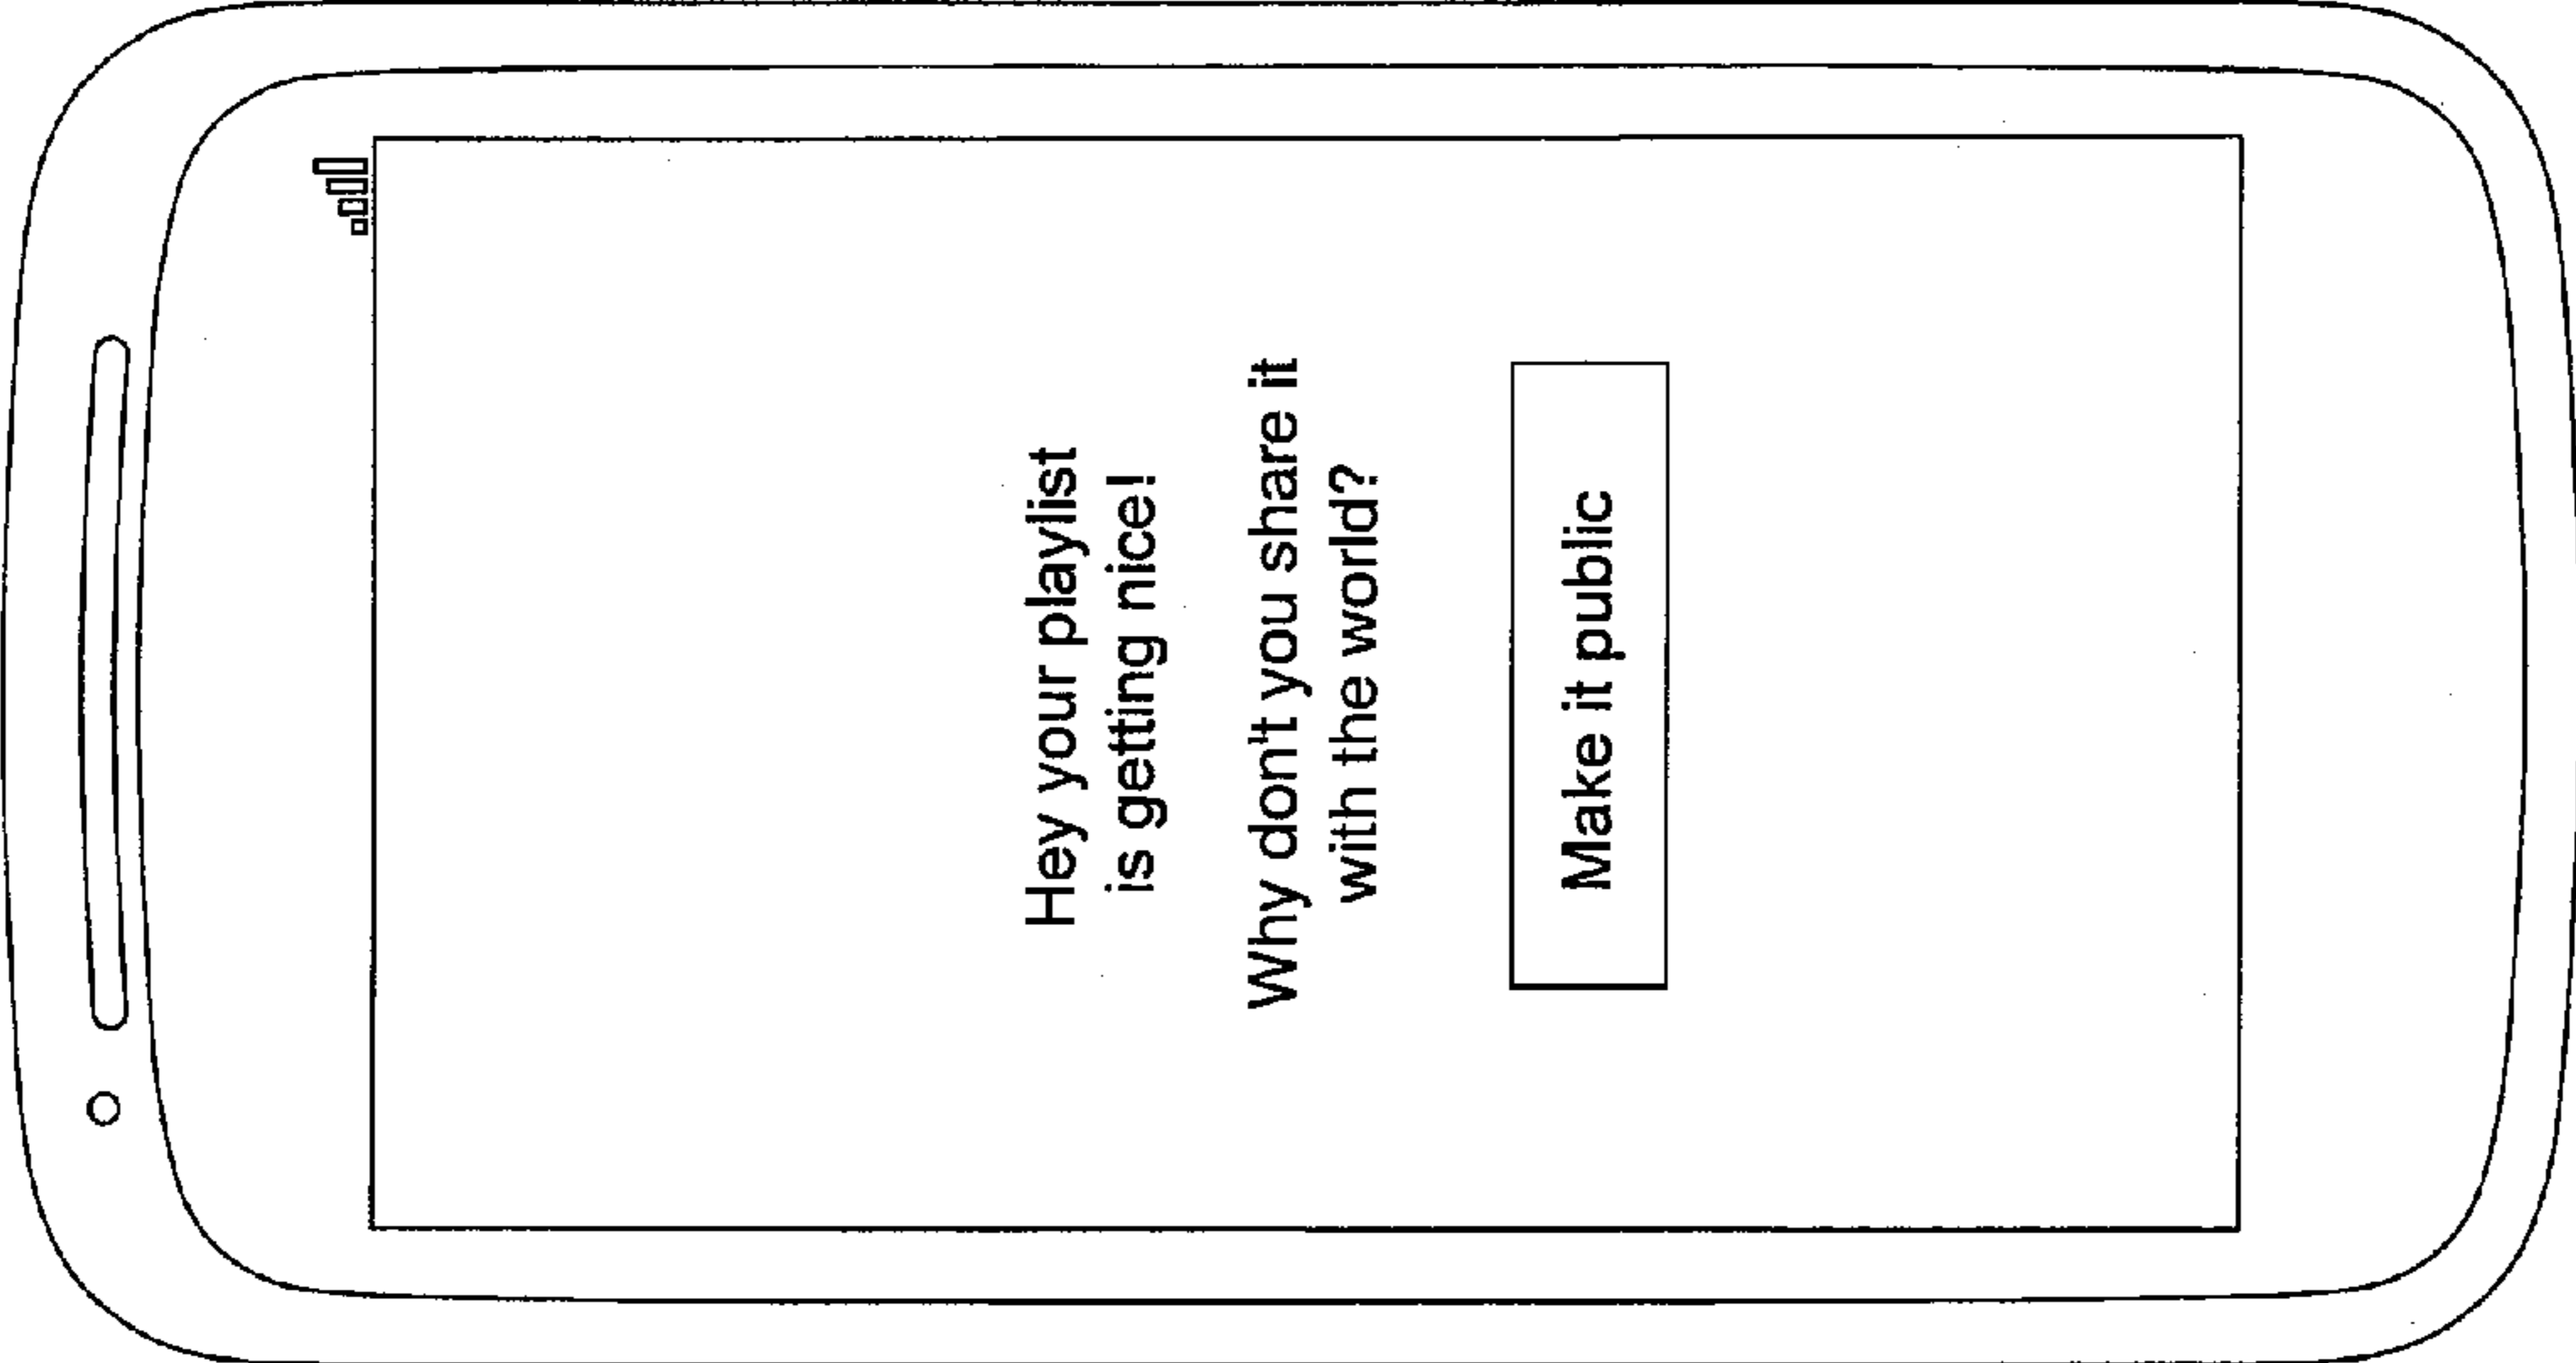 Hey your playlist
is getting nice!
Why don't you share it
with the world?
Make it public